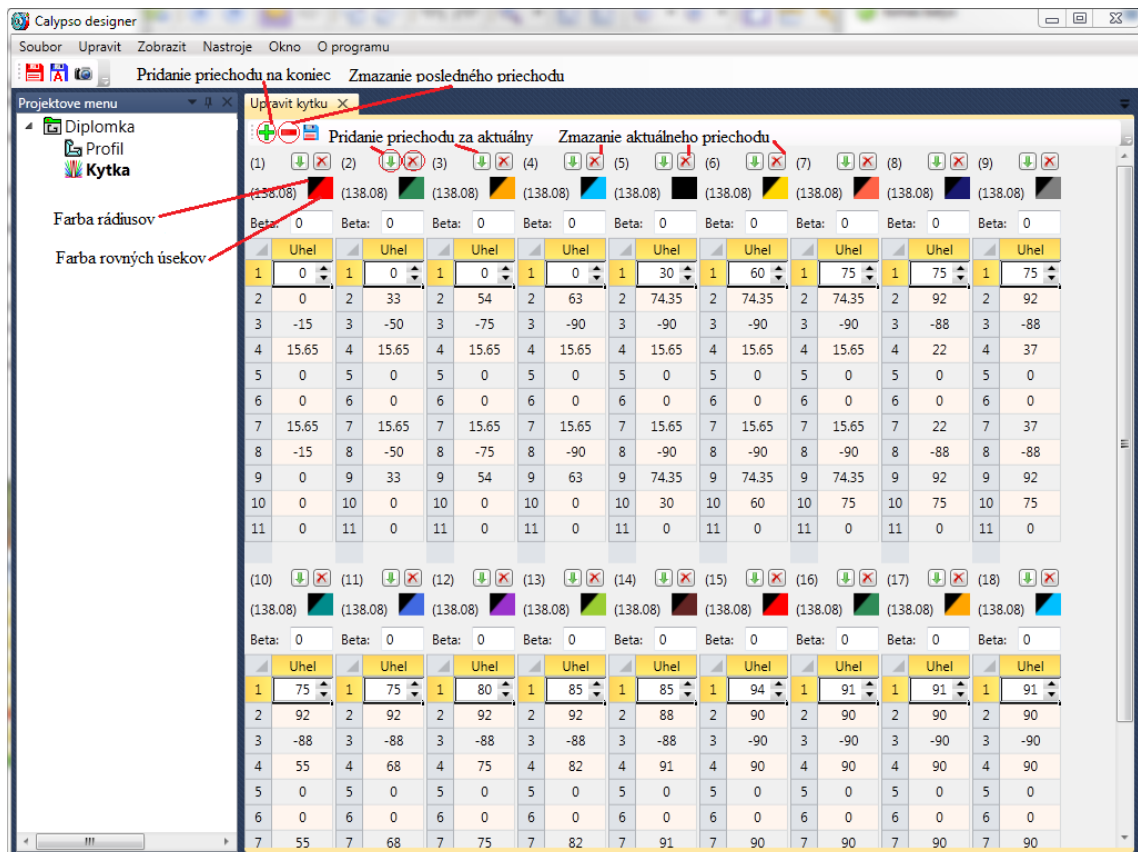 Calypso designer
Soubor Upravit Zobrazit Nastroje Okno O programu
Pridanie priechodu na koniec Zmazanie posledného priechodu
Projektove menu
Upravit kytku
Diplomka
Profil
Kytka
Pridanie priechodu za aktuálny Zmazanie aktuálneho priechodu
(1) (2) (3) (4) (5) (6) (7) (8) (9)
(138.08) (138.08) (138.08) (138.08) (138.08) (138.08) (138.08) (138.08) (138.08)
Farba rádiusov
Farba rovných úsekov
Beta: 0 Beta: 0 Beta: 0 Beta: 0 Beta: 0 Beta: 0 Beta: 0 Beta: 0 Beta: 0
Uhel Uhel Uhel Uhel Uhel Uhel Uhel Uhel Uhel
1 0 1 0 1 0 1 0 1 30 1 60 1 75 1 75 1 75
2 0 2 33 2 54 2 63 2 74.35 2 74.35 2 74.35 2 92 2 92
3 -15 3 -50 3 -75 3 -90 3 -90 3 -90 3 -90 3 -88 3 -88
4 15.65 4 15.65 4 15.65 4 15.65 4 15.65 4 15.65 4 15.65 4 22 4 37
5 0 5 0 5 0 5 0 5 0 5 0 5 0 5 0 5 0
6 0 6 0 6 0 6 0 6 0 6 0 6 0 6 0 6 0
7 15.65 7 15.65 7 15.65 7 15.65 7 15.65 7 15.65 7 15.65 7 22 7 37
8 -15 8 -50 8 -75 8 -90 8 -90 8 -90 8 -90 8 -88 8 -88
9 0 9 33 9 54 9 63 9 74.35 9 74.35 9 74.35 9 92 9 92
10 0 10 0 10 0 10 0 10 30 10 60 10 75 10 75 10 75
11 0 11 0 11 0 11 0 11 0 11 0 11 0 11 0 11 0
(10) (11) (12) (13) (14) (15) (16) (17) (18)
(138.08) (138.08) (138.08) (138.08) (138.08) (138.08) (138.08) (138.08) (138.08)
Beta: 0 Beta: 0 Beta: 0 Beta: 0 Beta: 0 Beta: 0 Beta: 0 Beta: 0 Beta: 0
Uhel Uhel Uhel Uhel Uhel Uhel Uhel Uhel Uhel
1 75 1 75 1 80 1 85 1 85 1 94 1 91 1 91 1 91
2 92 2 92 2 92 2 92 2 88 2 90 2 90 2 90 2 90
3 -88 3 -88 3 -88 3 -88 3 -88 3 -90 3 -90 3 -90 3 -90
4 55 4 68 4 75 4 82 4 91 4 90 4 90 4 90 4 90
5 0 5 0 5 0 5 0 5 0 5 0 5 0 5 0 5 0
6 0 6 0 6 0 6 0 6 0 6 0 6 0 6 0 6 0
7 55 7 68 7 75 7 82 7 91 7 90 7 90 7 90 7 90